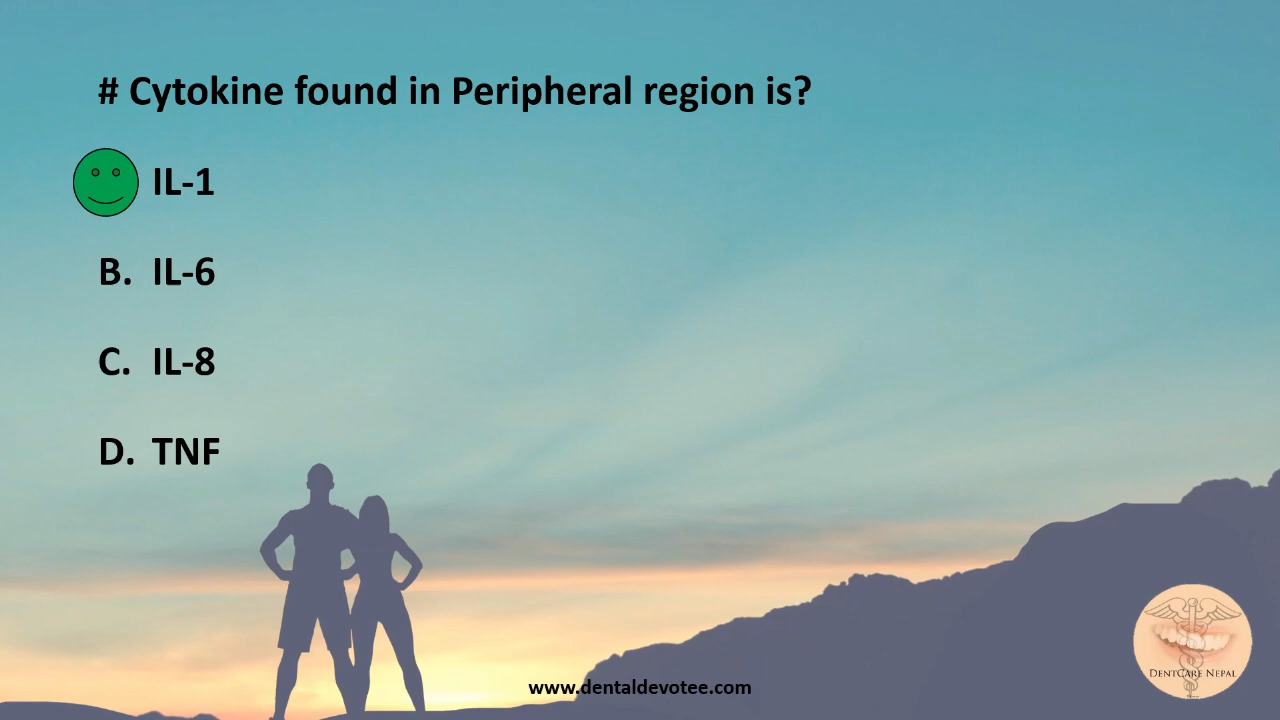 # Cytokine found in Peripheral region is?
IL-1
B. IL-6
C. IL-8
D. TNF
www.dentaldevotee.com
DENTCARE NEPAL